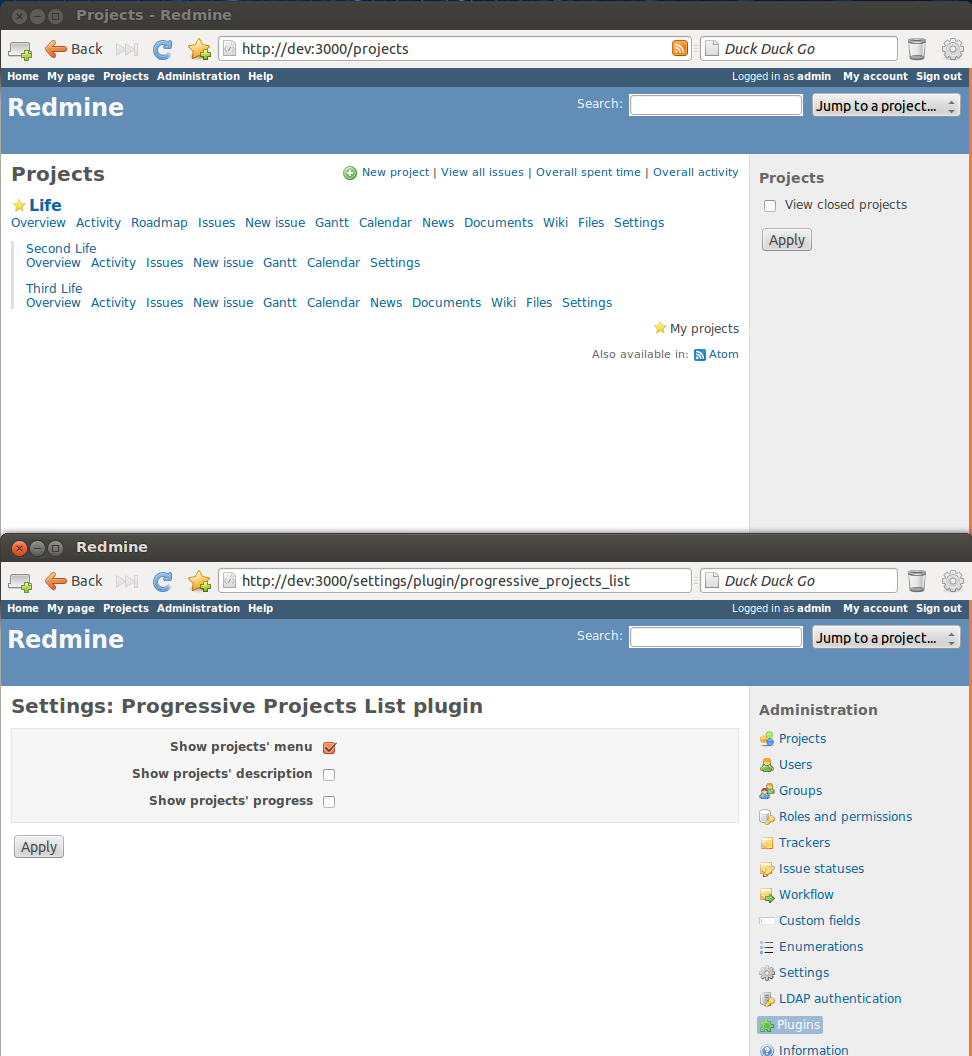 Projects - Redmine
Back http://dev:3000/projects Duck Duck Go
Home My page Projects Administration Help Logged in as admin My account Sign out
Redmine Search: Jump to a project...
Projects New project | View all issues | Overall spent time | Overall activity
Life
Overview Activity Roadmap Issues New issue Gantt Calendar News Documents Wiki Files Settings
Second Life
Overview Activity Issues New issue Gantt Calendar Settings
Third Life
Overview Activity Issues New issue Gantt Calendar News Documents Wiki Files Settings
My projects
Also available in: Atom
Projects
View closed projects
Apply
Redmine
Back http://dev:3000/settings/plugin/progressive_projects_list Duck Duck Go
Home My page Projects Administration Help Logged in as admin My account Sign out
Redmine Search: Jump to a project...
Settings: Progressive Projects List plugin
Show projects' menu
Show projects' description
Show projects' progress
Apply
Administration
Projects
Users
Groups
Roles and permissions
Trackers
Issue statuses
Workflow
Custom fields
Enumerations
Settings
LDAP authentication
Plugins
Information